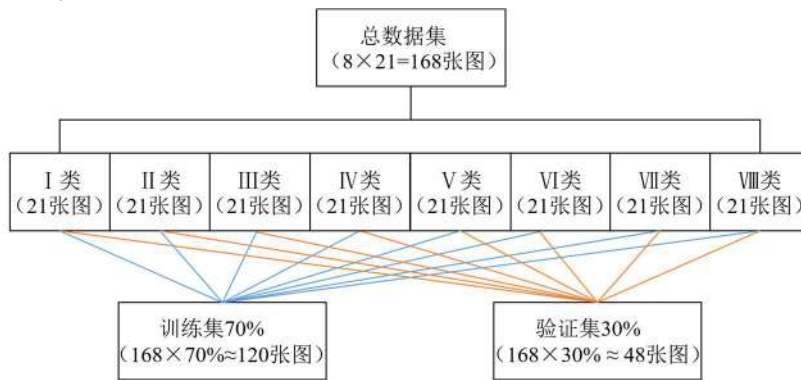 总数据集
（8×21=168张图）
Ⅰ类
（21张图）
Ⅱ类
（21张图）
Ⅲ类
（21张图）
Ⅳ类
（21张图）
Ⅴ类
（21张图）
Ⅵ类
（21张图）
Ⅶ类
（21张图）
Ⅷ类
（21张图）
训练集70%
（168×70%≈120张图）
验证集30%
（168×30%≈48张图）